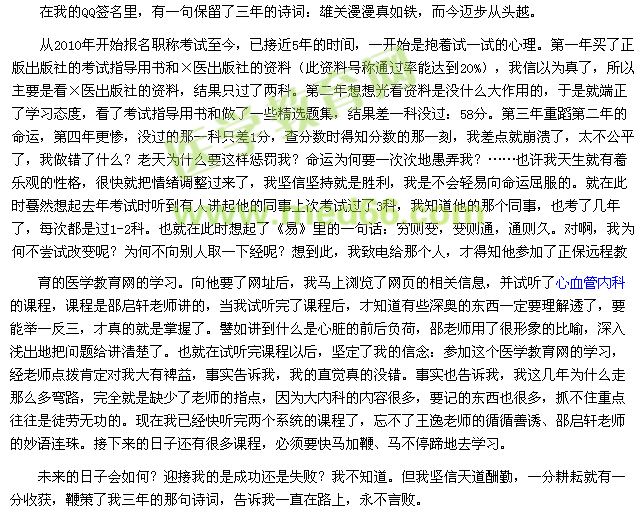 在我的QQ签名里，有一句保留了三年的诗词：雄关漫漫真如铁，而今迈步从头越。
从2010年开始报名职称考试至今，已接近5年的时间，一开始是抱着试一试的心理。第一年买了正
版出版社的考试指导用书和×医出版社的资料（此资料号称通过率能达到20%），我信以为真了，所以
主要是看×医出版社的资料，结果只过了两科。第二年想想光看资料是没什么大作用的，于是就端正
了学习态度，看了考试指导用书和做了一些精选题集，结果差一科没过：58分。第三年重蹈第二年的
命运，第四年更惨，没过的那一科只差1分，查分数时得知分数的那一刻，我差点就崩溃了，太不公平
了，我做错了什么？老天为什么要这样惩罚我？命运为何要一次次地愚弄我？……也许我天生就有着
乐观的性格，很快就把情绪调整过来了，我坚信坚持就是胜利，我是不会轻易向命运屈服的。就在此
时蓦然想起去年考试时听到有人讲起他的同事上次考试过了3科，我知道他的那个同事，也考了几年
了，每次都是过1-2科。也就在此时想起了《易》里的一句话：穷则变，变则通，通则久。对啊，我为
何不尝试改变呢？为何不向别人取一下经呢？想到此，我致电给那个人，才得知他参加了正保远程教
育的医学教育网的学习。向他要了网址后，我马上浏览了网页的相关信息，并试听了心血管内科
的课程，课程是邵启轩老师讲的，当我试听完了课程后，才知道有些深奥的东西一定要理解透了，要
能举一反三，才真的就是掌握了。譬如讲到什么是心脏的前后负荷，邵老师用了很形象的比喻，深入
浅出地把问题给讲清楚了。也就在试听完课程以后，坚定了我的信念：参加这个医学教育网的学习，
经老师点拨肯定对我大有裨益，事实告诉我，我的直觉真的没错。事实也告诉我，我这几年为什么走
那么多弯路，完全就是缺少了老师的指点，因为大内科的内容很多，要记的东西也很多，抓不住重点
往往是徒劳无功的。现在我已经快听完两个系统的课程了，忘不了王逸老师的循循善诱、邵启轩老师
的妙语连珠。接下来的日子还有很多课程，必须要快马加鞭、马不停蹄地去学习。
未来的日子会如何？迎接我的是成功还是失败？我不知道。但我坚信天道酬勤，一分耕耘就有一
分收获，鞭策了我三年的那句诗词，告诉我一直在路上，永不言败。
医学教育网
www.med66.com